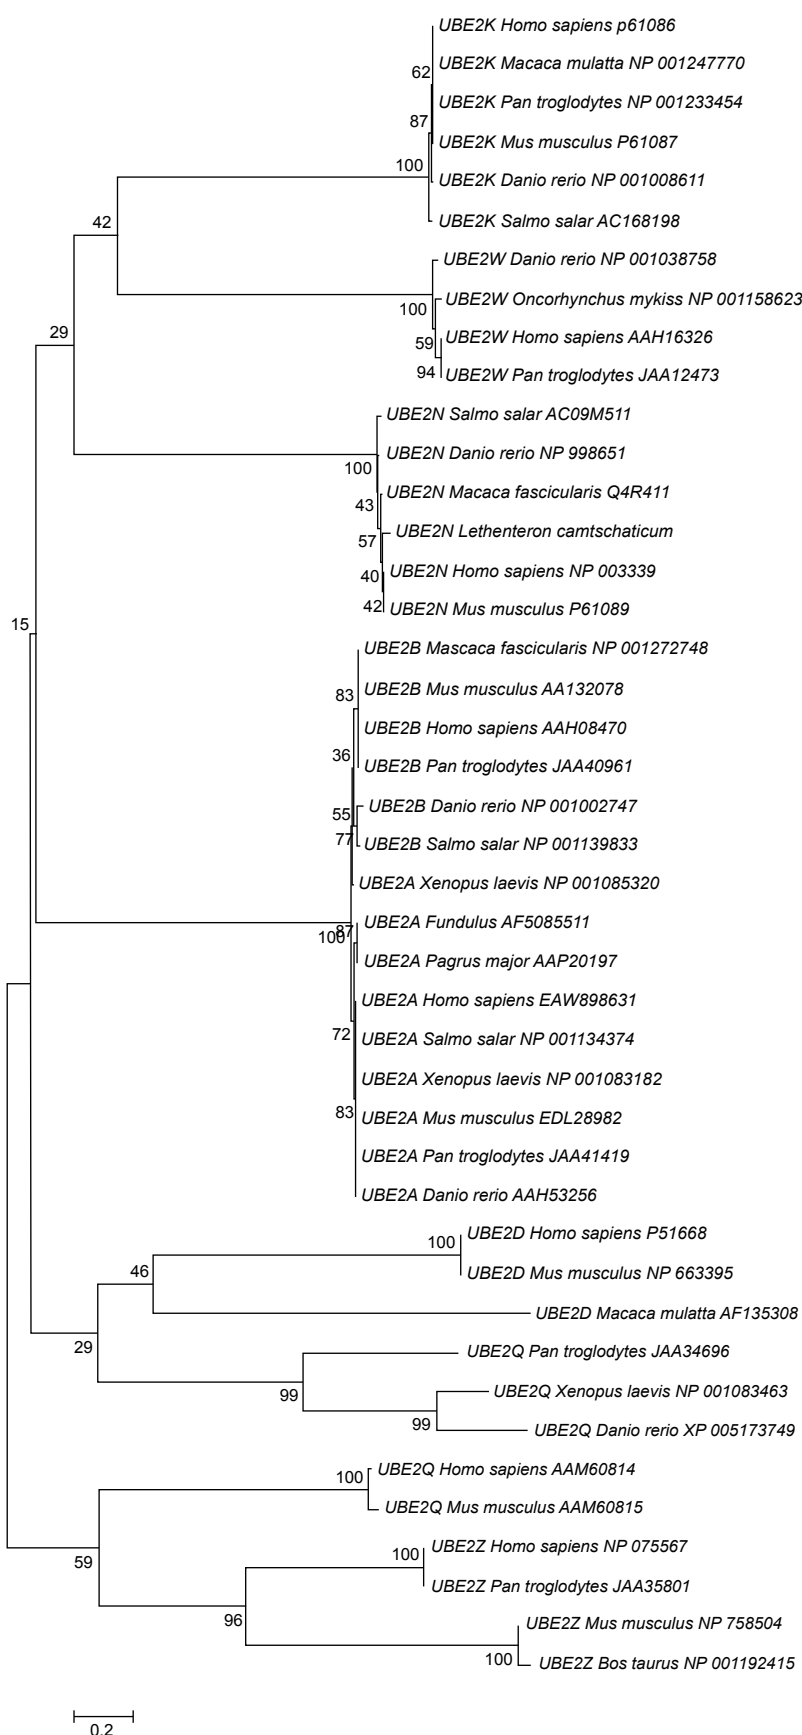 UBE2K Homo sapiens p61086
UBE2K Macaca mulatta NP 001247770
62
UBE2K Pan troglodytes NP 001233454
87
UBE2K Mus musculus P61087
100
UBE2K Danio rerio NP 001008611
42
UBE2K Salmo salar AC168198
UBE2W Danio rerio NP 001038758
UBE2W Oncorhynchus mykiss NP 001158623
100
29
UBE2W Homo sapiens AAH16326
59
94
UBE2W Pan troglodytes JAA12473
UBE2N Salmo salar AC09M511
UBE2N Danio rerio NP 998651
100
UBE2N Macaca fascicularis Q4R411
43
UBE2N Lethenteron camtschaticum
57
UBE2N Homo sapiens NP 003339
40
42
UBE2N Mus musculus P61089
15
UBE2B Mascaca fascicularis NP 001272748
83
UBE2B Mus musculus AA132078
UBE2B Homo sapiens AAH08470
36
UBE2B Pan troglodytes JAA40961
UBE2B Danio rerio NP 001002747
55
77
UBE2B Salmo salar NP 001139833
UBE2A Xenopus laevis NP 001085320
UBE2A Fundulus AF5085511
87
100
UBE2A Pagrus major AAP20197
UBE2A Homo sapiens EAW898631
72
UBE2A Salmo salar NP 001134374
UBE2A Xenopus laevis NP 001083182
83
UBE2A Mus musculus EDL28982
UBE2A Pan troglodytes JAA41419
UBE2A Danio rerio AAH53256
UBE2D Homo sapiens P51668
100
46
UBE2D Mus musculus NP 663395
UBE2D Macaca mulatta AF135308
29
UBE2Q Pan troglodytes JAA34696
99
UBE2Q Xenopus laevis NP 001083463
99
UBE2Q Danio rerio XP 005173749
UBE2Q Homo sapiens AAM60814
100
UBE2Q Mus musculus AAM60815
UBE2Z Homo sapiens NP 075567
100
59
UBE2Z Pan troglodytes JAA35801
96
UBE2Z Mus musculus NP 758504
100
UBE2Z Bos taurus NP 001192415
0.2